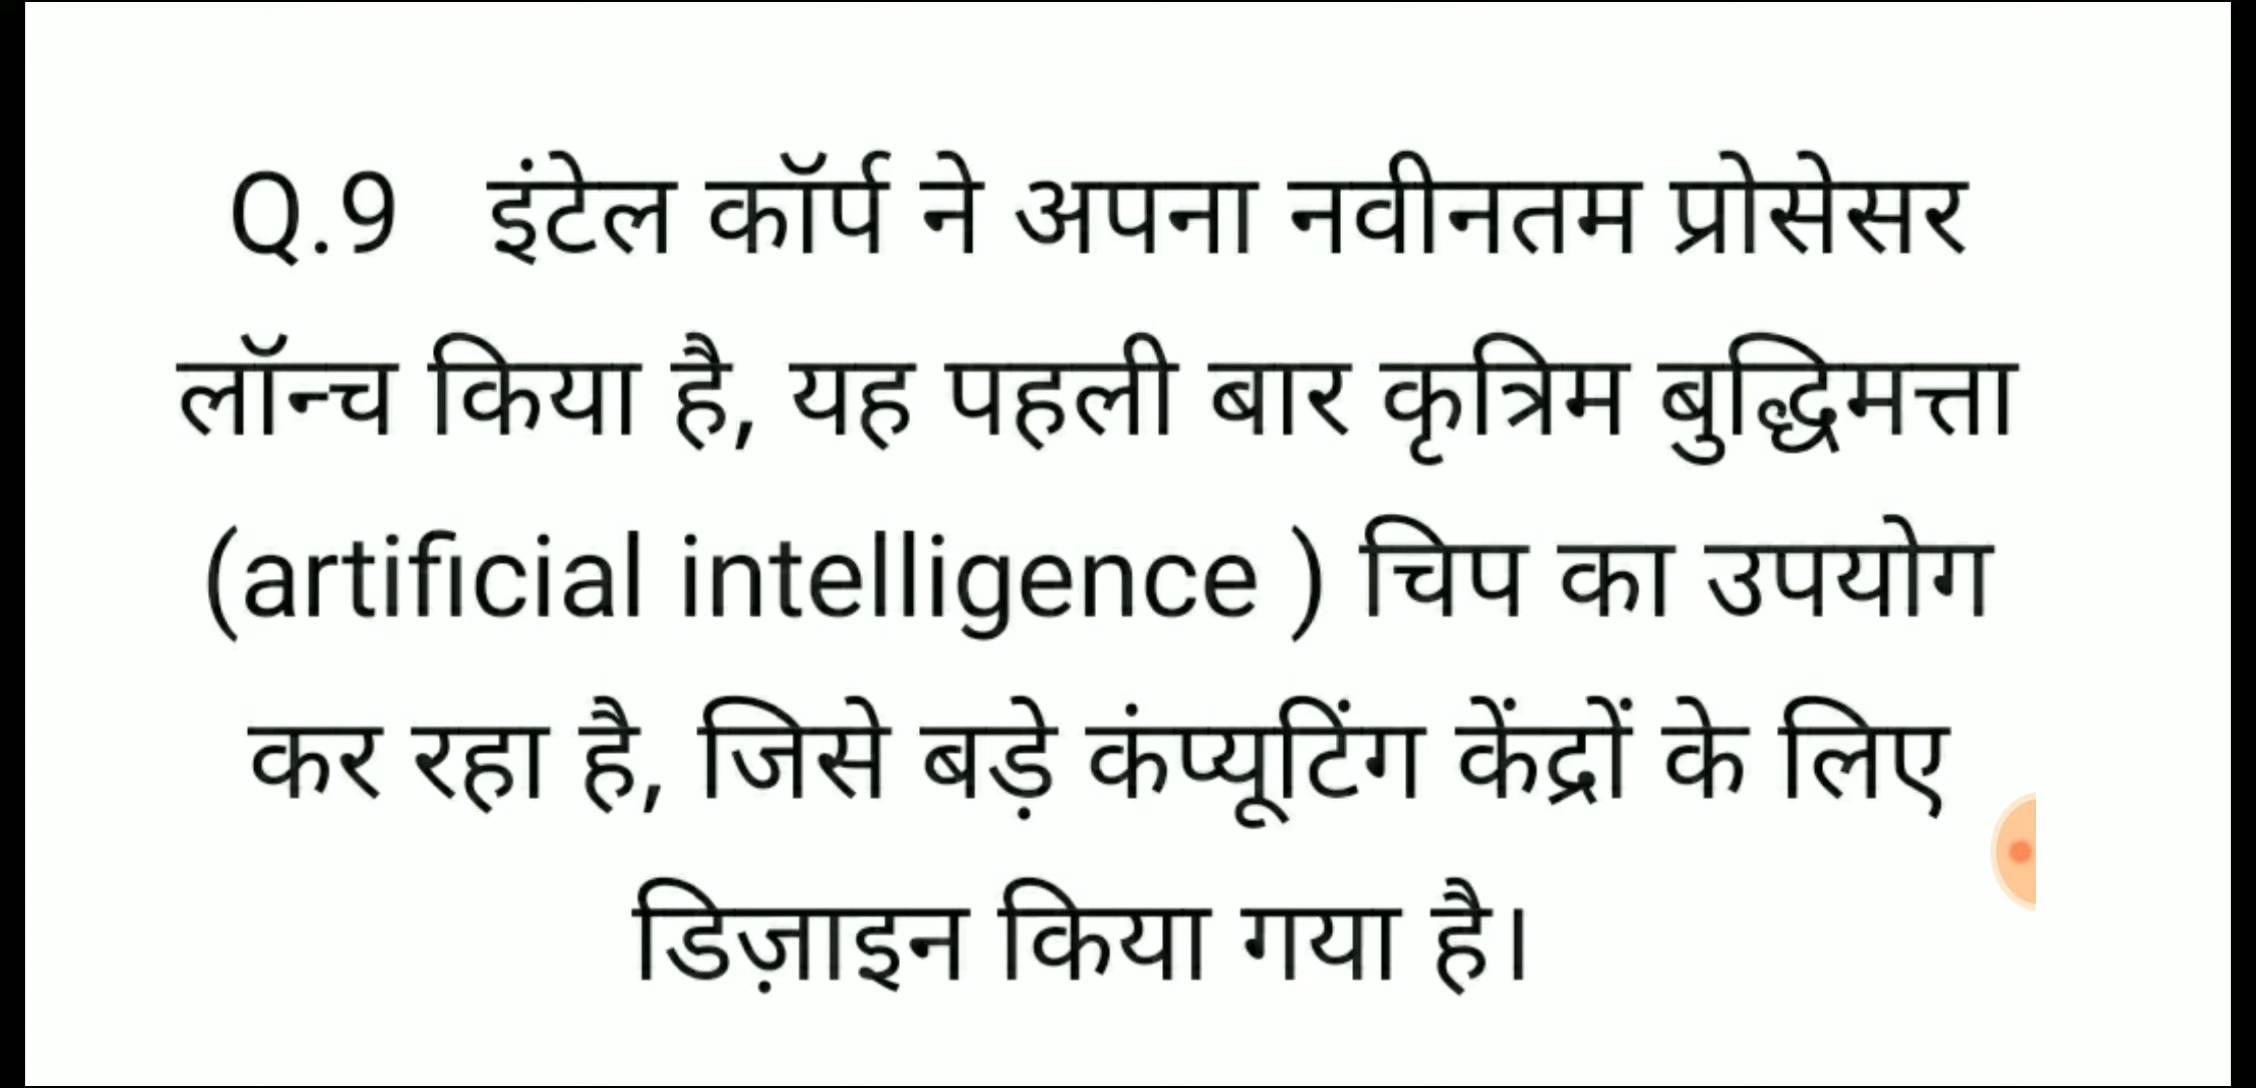 Q.9 इंटेल कॉर्प ने अपना नवीनतम प्रोसेसर
लॉन्च किया है, यह पहली बार कृत्रिम बुद्धिमत्ता
(artificial intelligence ) चिप का उपयोग
कर रहा है, जिसे बड़े कंप्यूटिंग केंद्रों के लिए
डिज़ाइन किया गया है।